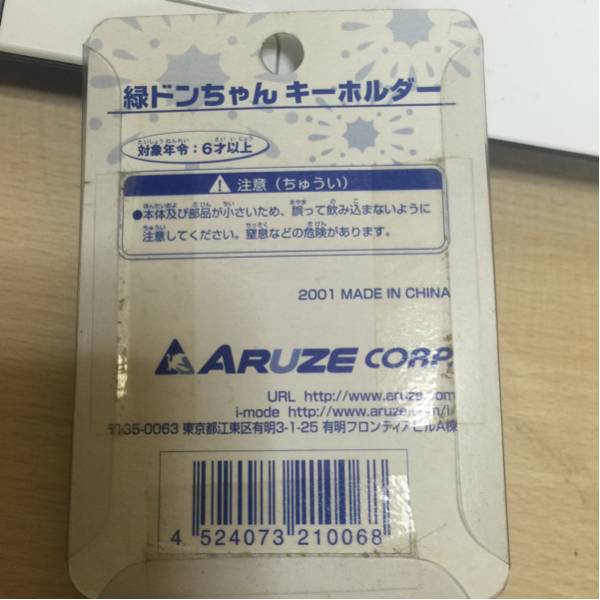 緑ドンちゃん キーホルダー
対象年令：6才以上
注意（ちゅうい）
●本体及び部品が小さいため、誤って飲み込まないように
注意してください。窒息などの危険があります。
2001 MADE IN CHINA
ARUZE CORP.
URL http://www.aruze.com
i-mode http://www.aruze.com/i/
〒135-0063 東京都江東区有明3-1-25 有明フロンティアビルA棟
4 524073 210068